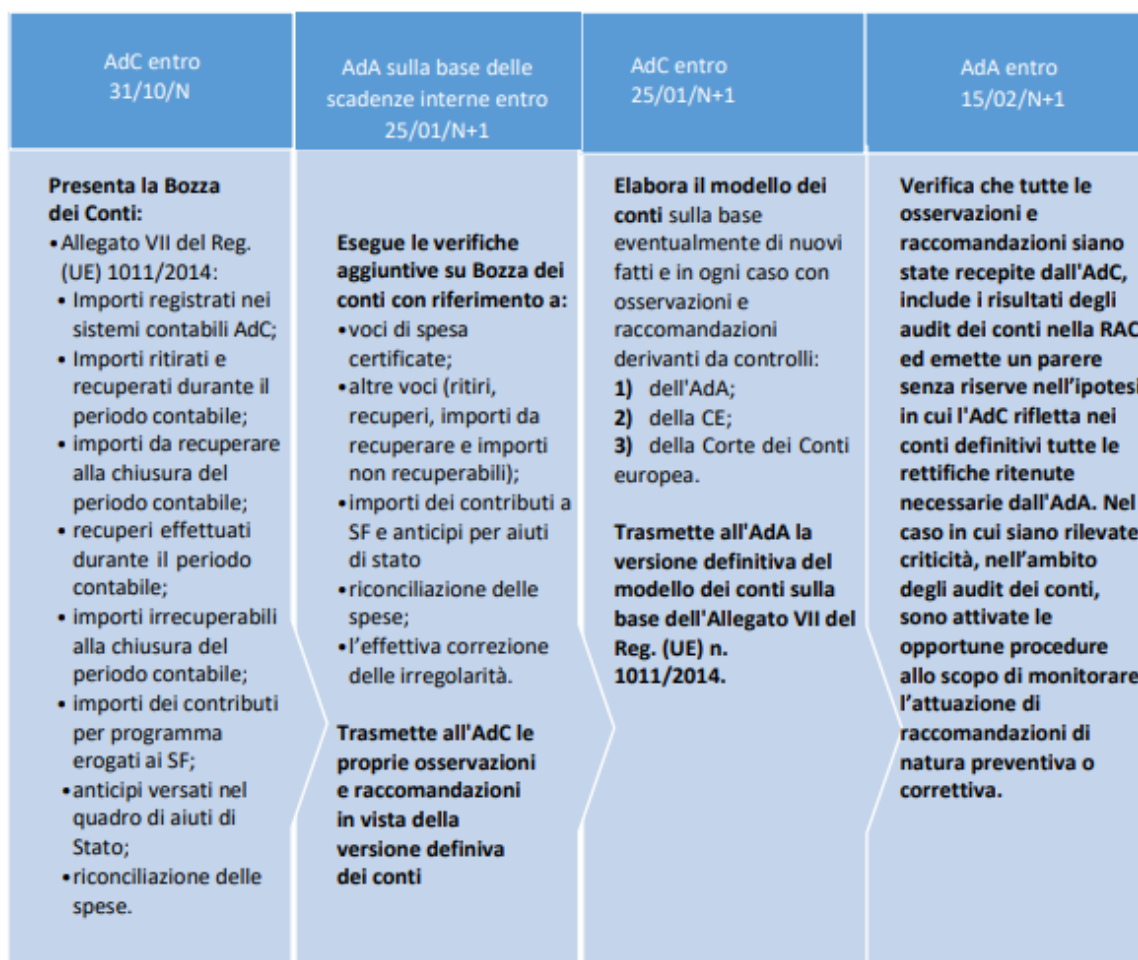 AdC entro
31/10/N
Presenta la Bozza
dei Conti:
•Allegato VII del Reg.
(UE) 1011/2014:
• Importi registrati nei
sistemi contabili AdC;
• Importi ritirati e
recuperati durante il
periodo contabile;
• importi da recuperare
alla chiusura del
periodo contabile;
• recuperi effettuati
durante il periodo
contabile;
• importi irrecuperabili
alla chiusura del
periodo contabile;
• importi dei contributi
per programma
erogati ai SF;
•anticipi versati nel
quadro di aiuti di
Stato;
•riconciliazione delle
spese.
AdA sulla base delle
scadenze interne entro
25/01/N+1
Esegue le verifiche
aggiuntive su Bozza dei
conti con riferimento a:
•voci di spesa
certificate;
•altre voci (ritiri,
recuperi, importi da
recuperare e importi
non recuperabili);
•importi dei contributi a
SF e anticipi per aiuti
di stato
•riconciliazione delle
spese;
•l'effettiva correzione
delle irregolarità.
Trasmette all'AdC le
proprie osservazioni
e raccomandazioni
in vista della
versione definiva
dei conti
AdC entro
25/01/N+1
Elabora il modello dei
conti sulla base
eventualmente di nuovi
fatti e in ogni caso con
osservazioni e
raccomandazioni
derivanti da controlli:
1) dell'AdA;
2) della CE;
3) della Corte dei Conti
europea.
Trasmette all'AdA la
versione definitiva del
modello dei conti sulla
base dell'Allegato VII del
Reg. (UE) n.
1011/2014.
AdA entro
15/02/N+1
Verifica che tutte le
osservazioni e
raccomandazioni siano
state recepite dall'AdC,
include i risultati degli
audit dei conti nella RAC
ed emette un parere
senza riserve nell'ipotesi
in cui l'AdC rifletta nei
conti definitivi tutte le
rettifiche ritenute
necessarie dall'AdA. Nel
caso in cui siano rilevate
criticità, nell'ambito
degli audit dei conti,
sono attivate le
opportune procedure
allo scopo di monitorare
l'attuazione di
raccomandazioni di
natura preventiva o
correttiva.